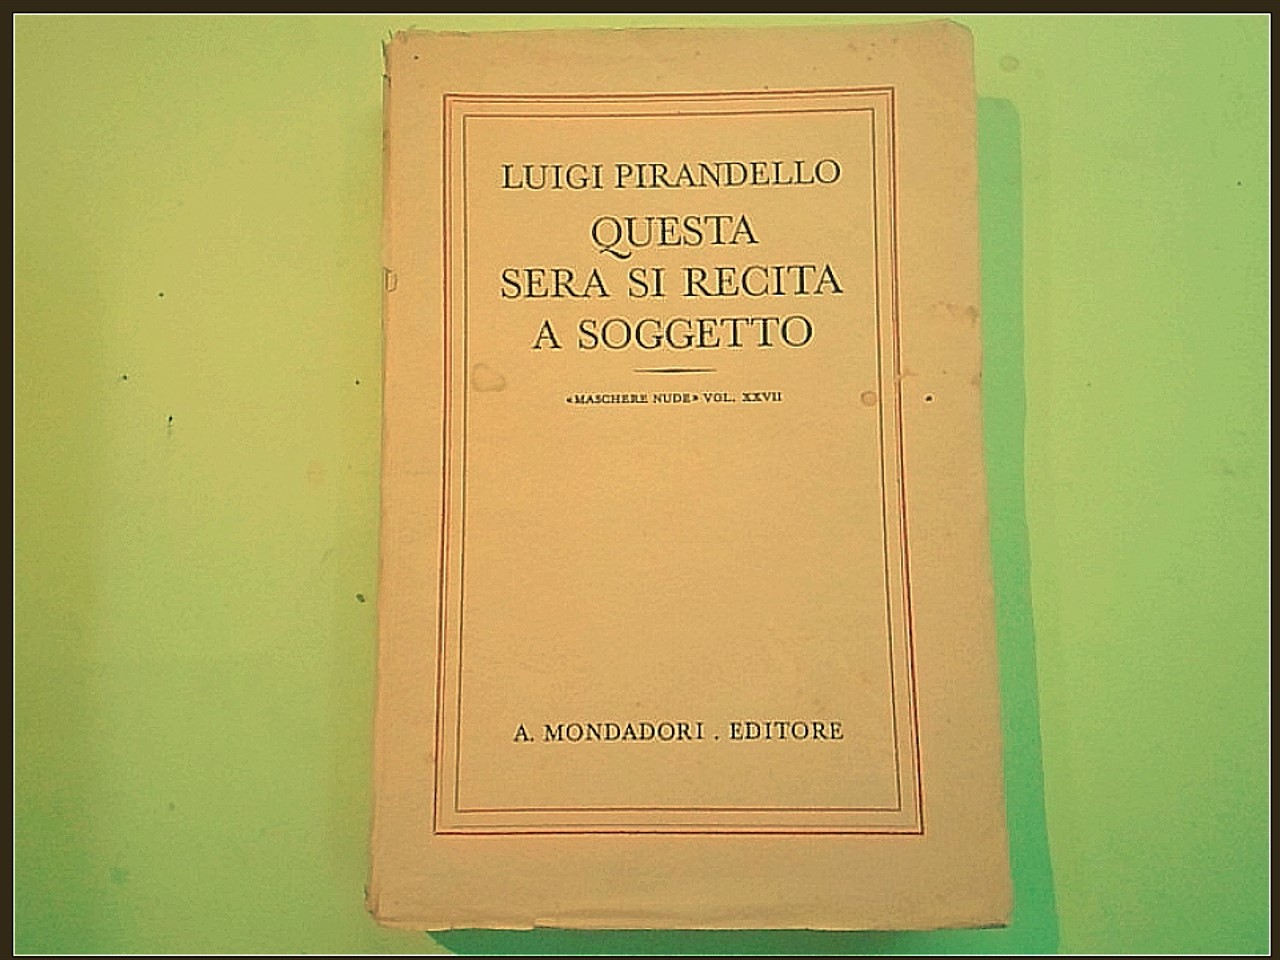 LUIGI PIRANDELLO
QUESTA
SERA SI RECITA
A SOGGETTO
«MASCHERE NUDE» VOL. XXVII
A. MONDADORI . EDITORE